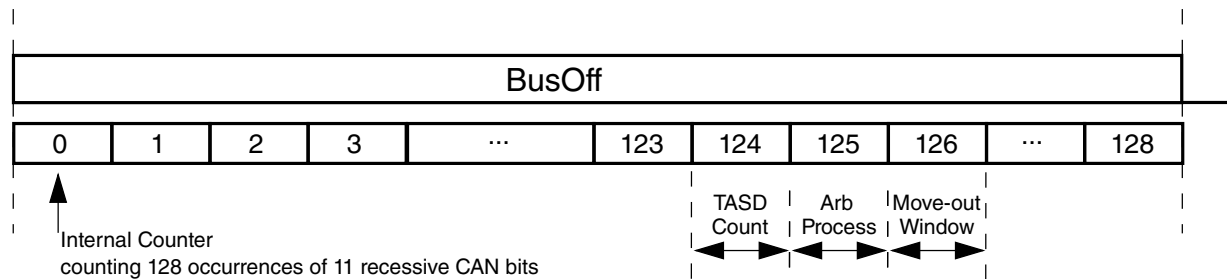 BusOff
0 1 2 3 ... 123 124 125 126 ... 128
TASD Count
Arb Process
Move-out Window
Internal Counter
counting 128 occurrences of 11 recessive CAN bits